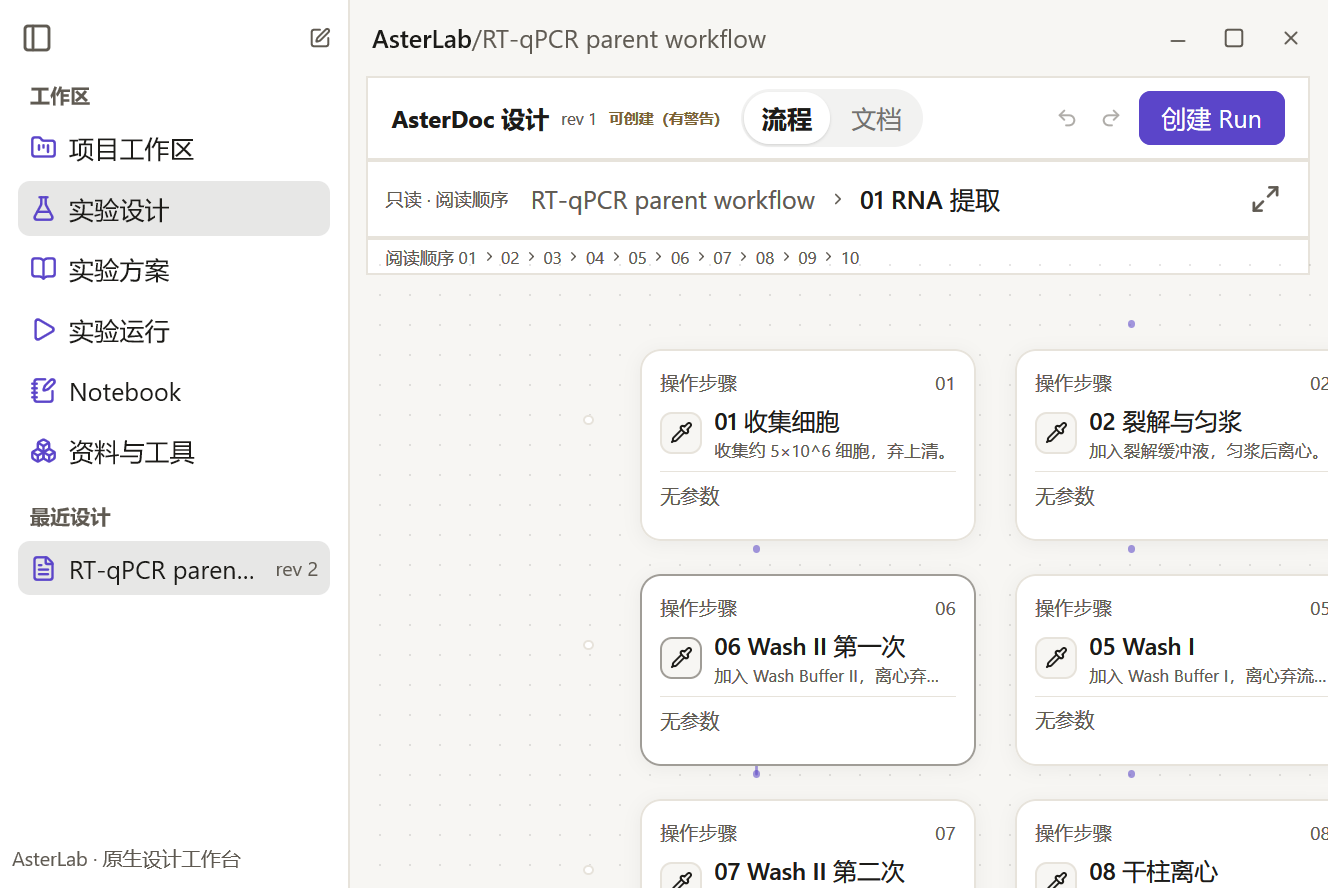 工作区
项目工作区
实验设计
实验方案
实验运行
Notebook
资料与工具
最近设计
RT-qPCR paren... rev 2
AsterLab · 原生设计工作台
AsterLab/RT-qPCR parent workflow
AsterDoc 设计 rev 1 可创建（有警告） 流程 文档 创建 Run
只读 · 阅读顺序 RT-qPCR parent workflow › 01 RNA 提取
阅读顺序 01 › 02 › 03 › 04 › 05 › 06 › 07 › 08 › 09 › 10
操作步骤 01
01 收集细胞
收集约 5×10^6 细胞，弃上清。
无参数
操作步骤 02
02 裂解与匀浆
加入裂解缓冲液，匀浆后离心。
无参数
操作步骤 06
06 Wash II 第一次
加入 Wash Buffer II，离心弃...
无参数
操作步骤 05
05 Wash I
加入 Wash Buffer I，离心弃流...
无参数
操作步骤 07
07 Wash II 第二次
操作步骤 08
08 干柱离心